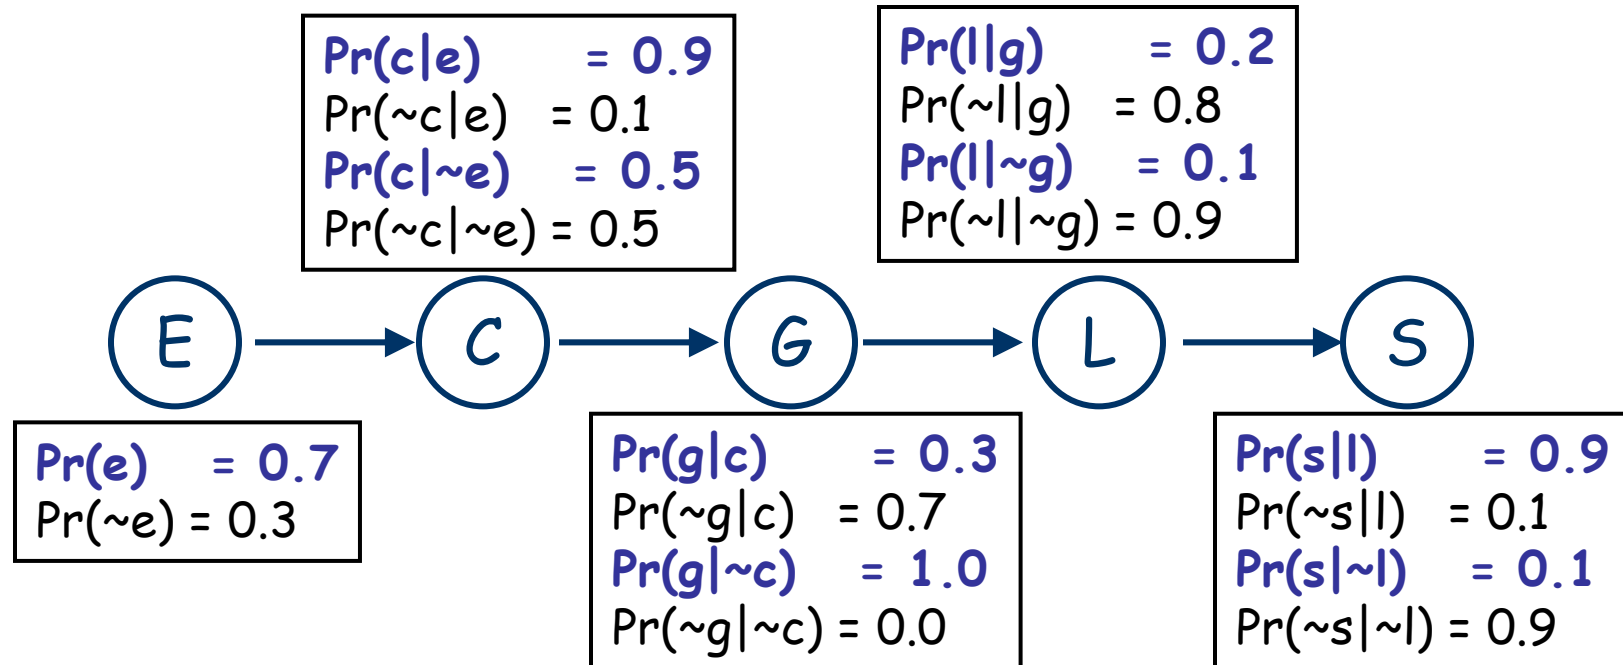 Pr(c|e) = 0.9
Pr(~c|e) = 0.1
Pr(c|~e) = 0.5
Pr(~c|~e) = 0.5
Pr(l|g) = 0.2
Pr(~l|g) = 0.8
Pr(l|~g) = 0.1
Pr(~l|~g) = 0.9
E
C
G
L
S
Pr(e) = 0.7
Pr(~e) = 0.3
Pr(g|c) = 0.3
Pr(~g|c) = 0.7
Pr(g|~c) = 1.0
Pr(~g|~c) = 0.0
Pr(s|l) = 0.9
Pr(~s|l) = 0.1
Pr(s|~l) = 0.1
Pr(~s|~l) = 0.9